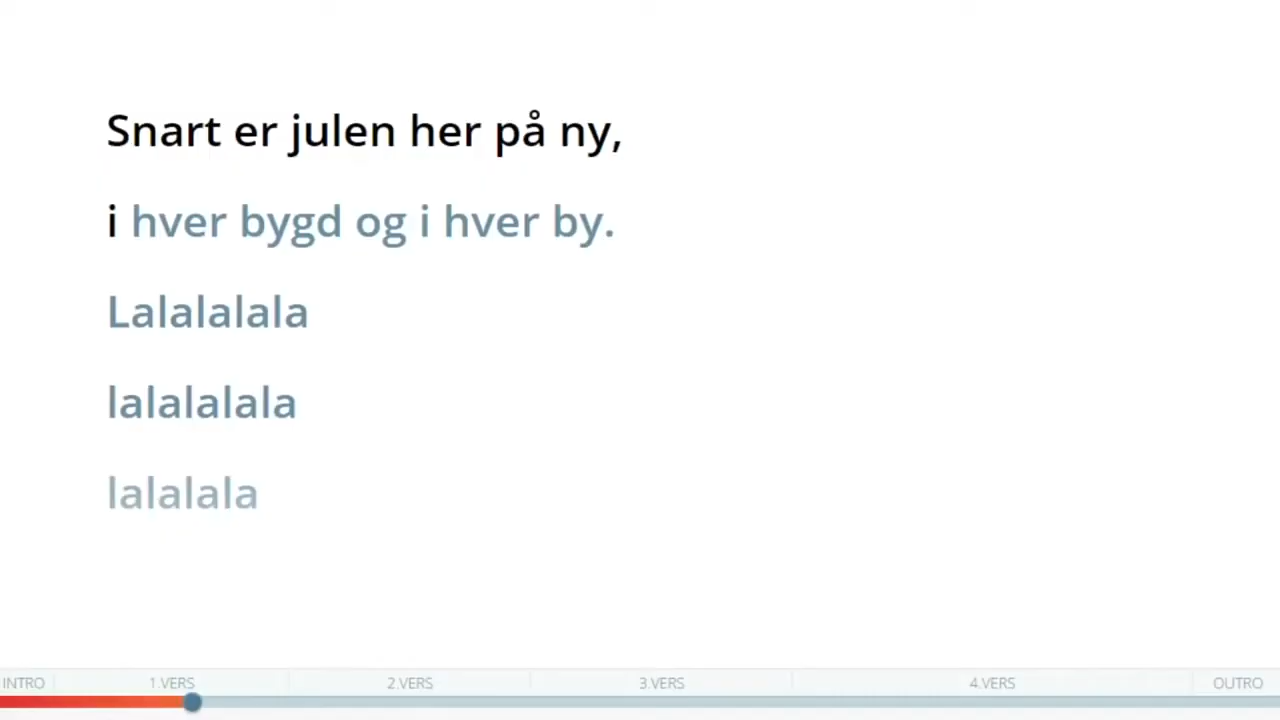 Snart er julen her på ny,
i hver bygd og i hver by.
Lalalalala
lalalalala
lalalala
INTRO 1.VERS 2.VERS 3.VERS 4.VERS OUTRO